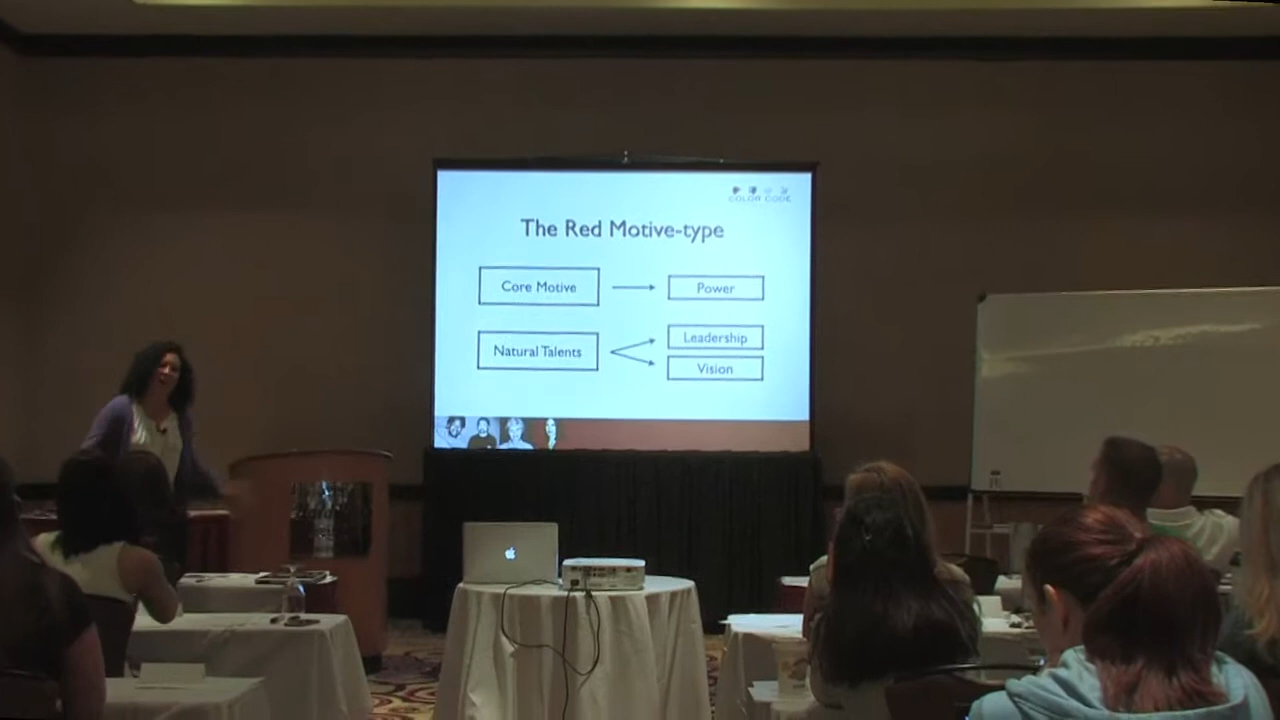 COLOR CODE
The Red Motive-type
Core Motive
Power
Natural Talents
Leadership
Vision